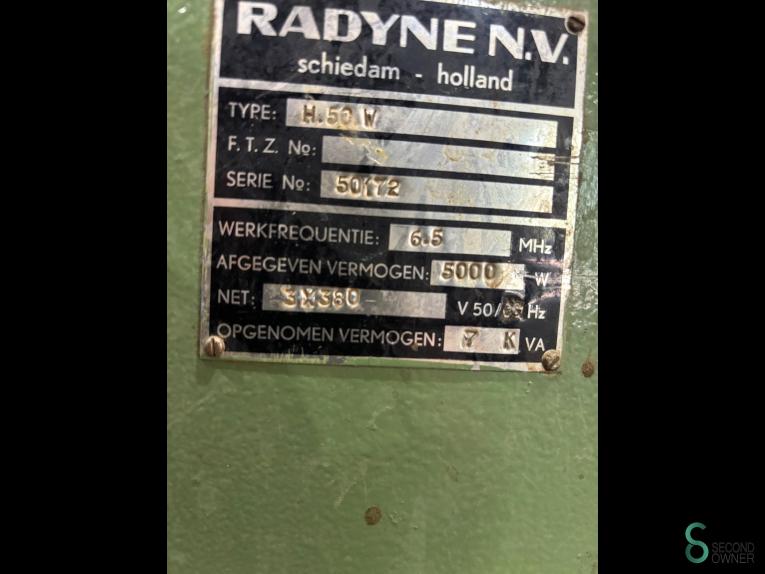 RADYNE N.V.
schiedam - holland
TYPE: H.50 W
F.T.Z. No:
SERIE No: 50172
WERKFREQUENTIE: 6.5 MHz
AFGEGEVEN VERMOGEN: 5000 W
NET: 3X380- V 50/ Hz
OPGENOMEN VERMOGEN: 7 K VA
SECOND
OWNER